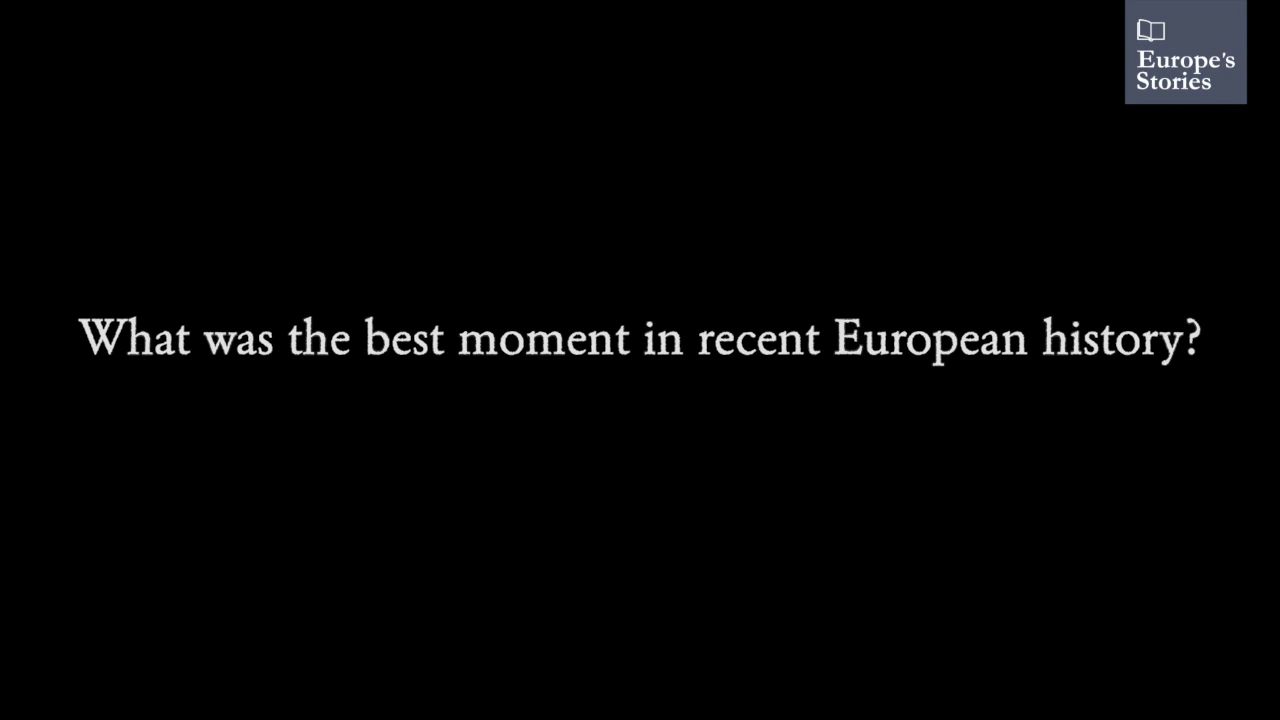 Europe's
Stories
What was the best moment in recent European history?